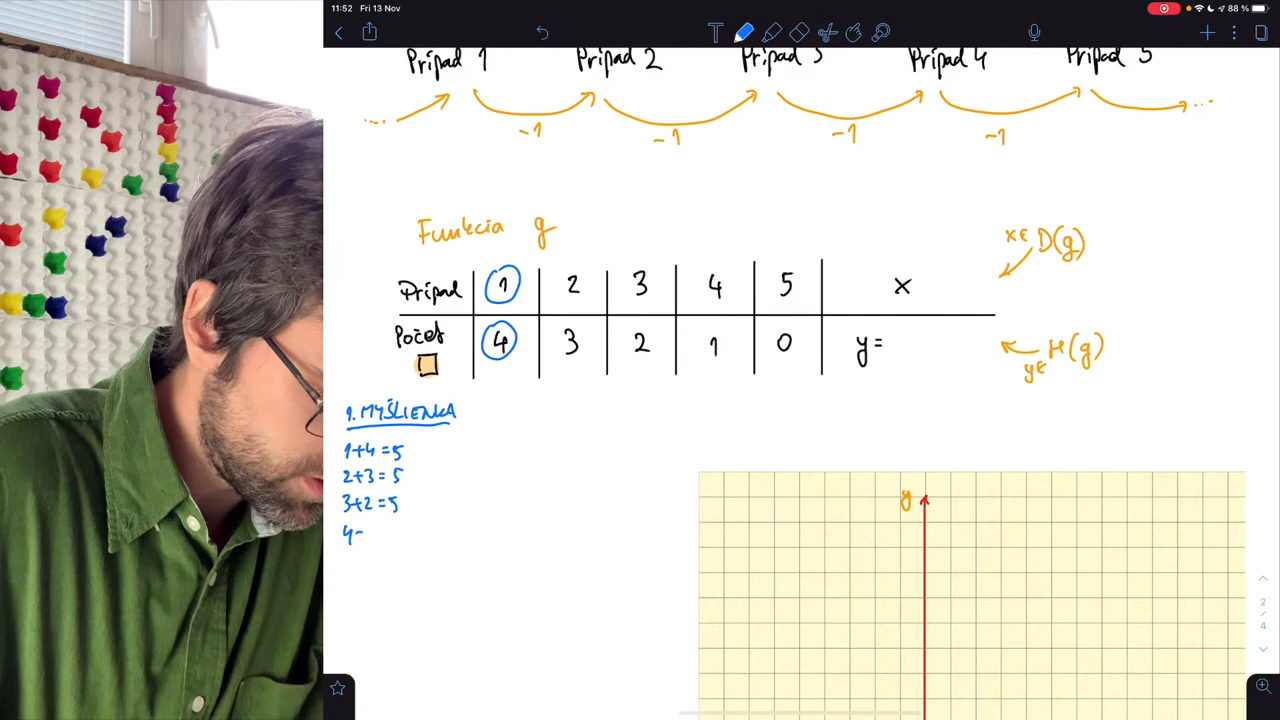 11:52 Fri 13 Nov
88 %
Prípad 1 Prípad 2 Prípad 3 Prípad 4 Prípad 5
... -1 -1 -1 -1 ...
Funkcia g
Prípad 1 2 3 4 5 x
x∈ D(g)
Počet 4 3 2 1 0 y=
y∈ H(g)
1. MYŠLIENKA
1+4=5
2+3=5
3+2=5
4-
y
2
/
4